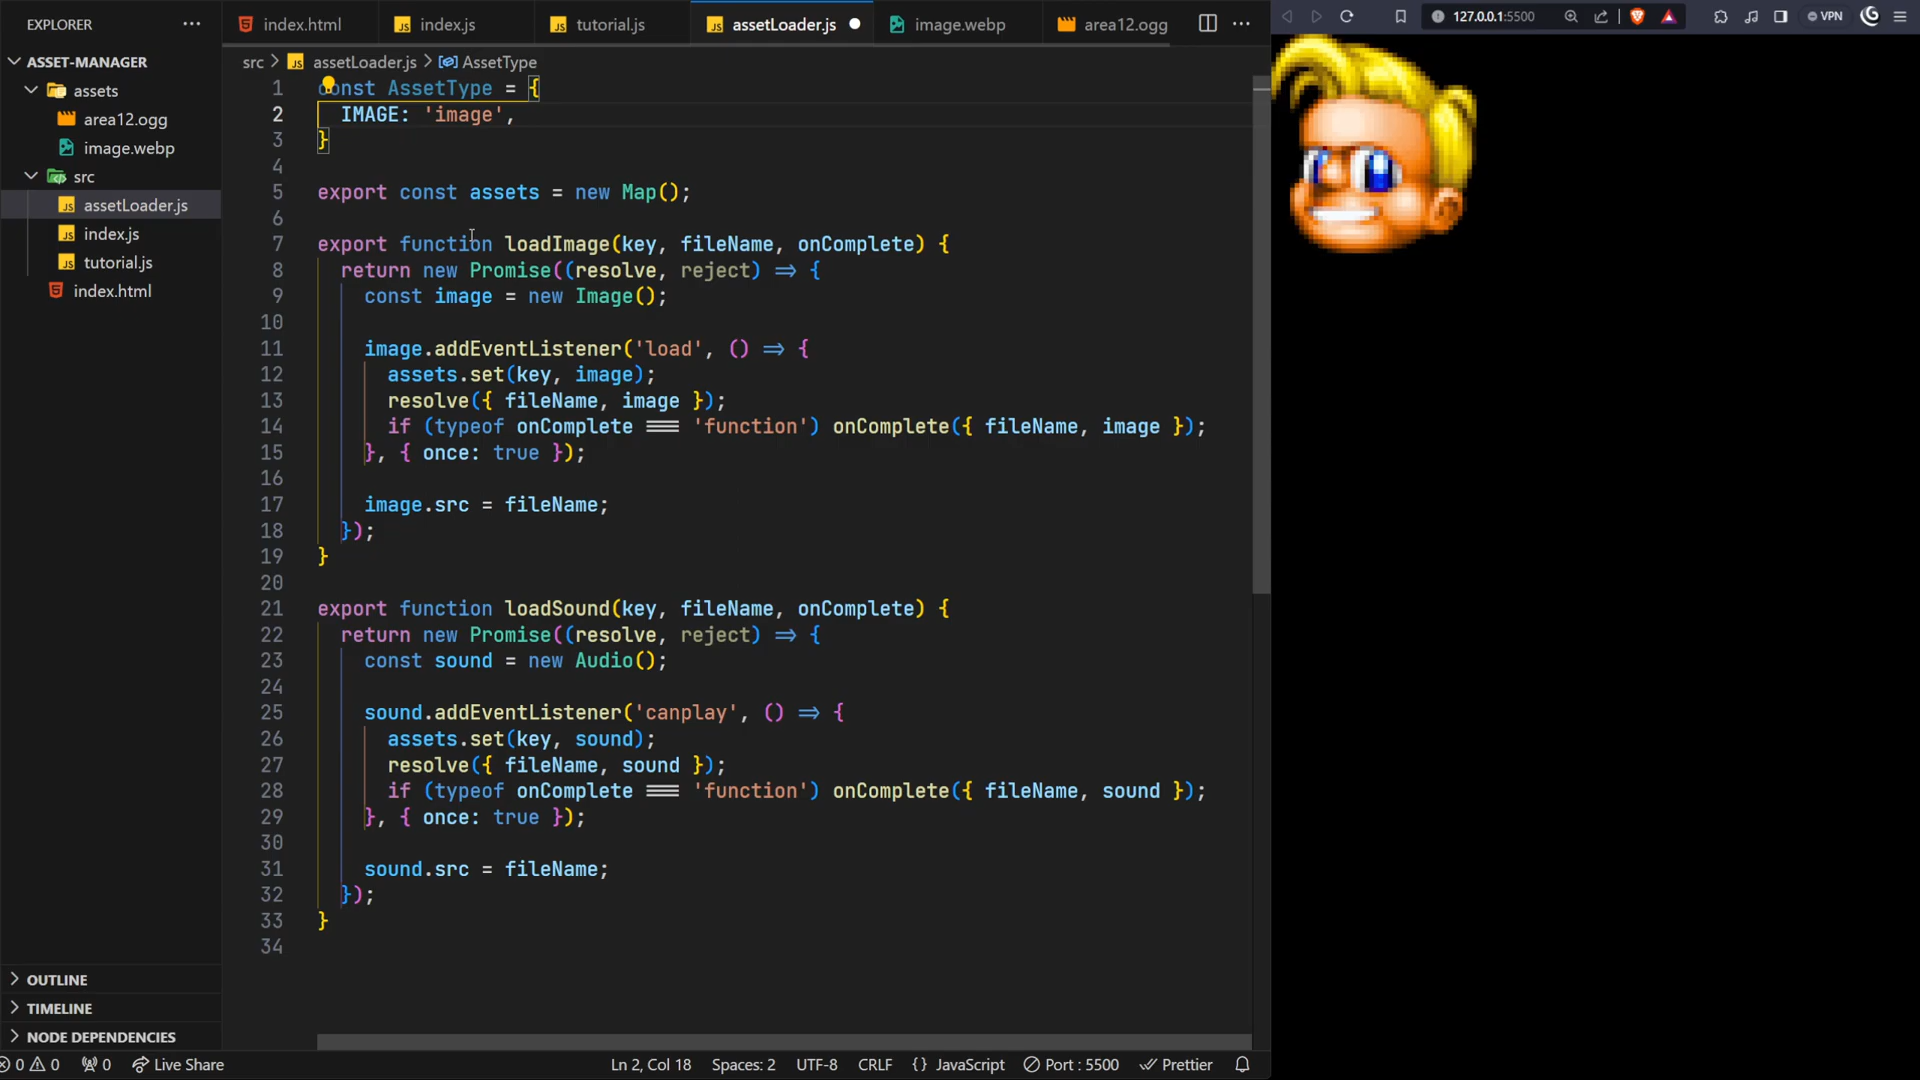 EXPLORER
index.html
index.js
tutorial.js
assetLoader.js
image.webp
area12.ogg
127.0.0.1:5500
VPN
ASSET-MANAGER
assets
area12.ogg
image.webp
src
assetLoader.js
index.js
tutorial.js
index.html
src > assetLoader.js > AssetType
1 const AssetType = {
2 IMAGE: 'image',
3 }
4
5 export const assets = new Map();
6
7 export function loadImage(key, fileName, onComplete) {
8 return new Promise((resolve, reject) => {
9 const image = new Image();
10
11 image.addEventListener('load', () => {
12 assets.set(key, image);
13 resolve({ fileName, image });
14 if (typeof onComplete === 'function') onComplete({ fileName, image });
15 }, { once: true });
16
17 image.src = fileName;
18 });
19 }
20
21 export function loadSound(key, fileName, onComplete) {
22 return new Promise((resolve, reject) => {
23 const sound = new Audio();
24
25 sound.addEventListener('canplay', () => {
26 assets.set(key, sound);
27 resolve({ fileName, sound });
28 if (typeof onComplete === 'function') onComplete({ fileName, sound });
29 }, { once: true });
30
31 sound.src = fileName;
32 });
33 }
34
OUTLINE
TIMELINE
NODE DEPENDENCIES
0 0 0 Live Share
Ln 2, Col 18 Spaces: 2 UTF-8 CRLF {} JavaScript Port : 5500 Prettier